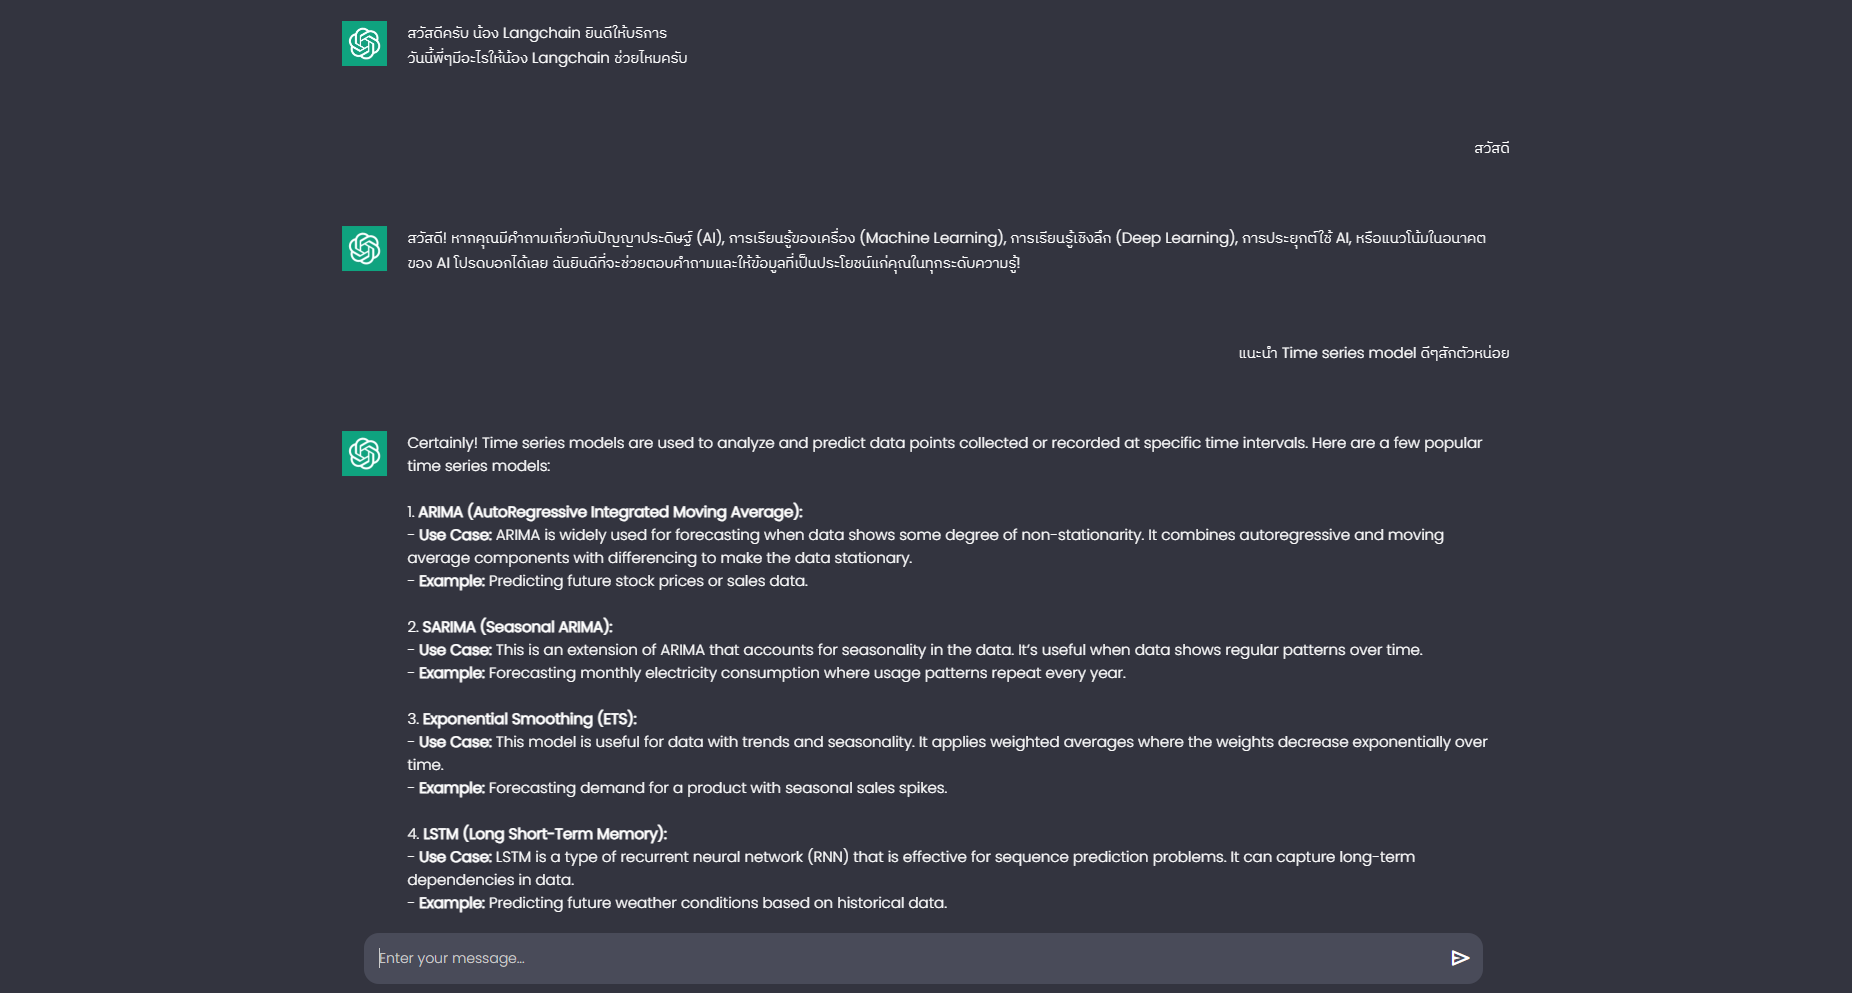 สวัสดีครับ น้อง Langchain ยินดีให้บริการ
วันนี้พี่ๆมีอะไรให้น้อง Langchain ช่วยไหมครับ
สวัสดี
สวัสดี! หากคุณมีคำถามเกี่ยวกับปัญญาประดิษฐ์ (AI), การเรียนรู้ของเครื่อง (Machine Learning), การเรียนรู้เชิงลึก (Deep Learning), การประยุกต์ใช้ AI, หรือแนวโน้มในอนาคต
ของ AI โปรดบอกได้เลย ฉันยินดีที่จะช่วยตอบคำถามและให้ข้อมูลที่เป็นประโยชน์แก่คุณในทุกระดับความรู้!
แนะนำ Time series model ดีๆสักตัวหน่อย
Certainly! Time series models are used to analyze and predict data points collected or recorded at specific time intervals. Here are a few popular
time series models:
1. ARIMA (AutoRegressive Integrated Moving Average):
- Use Case: ARIMA is widely used for forecasting when data shows some degree of non-stationarity. It combines autoregressive and moving
average components with differencing to make the data stationary.
- Example: Predicting future stock prices or sales data.
2. SARIMA (Seasonal ARIMA):
- Use Case: This is an extension of ARIMA that accounts for seasonality in the data. It’s useful when data shows regular patterns over time.
- Example: Forecasting monthly electricity consumption where usage patterns repeat every year.
3. Exponential Smoothing (ETS):
- Use Case: This model is useful for data with trends and seasonality. It applies weighted averages where the weights decrease exponentially over
time.
- Example: Forecasting demand for a product with seasonal sales spikes.
4. LSTM (Long Short-Term Memory):
- Use Case: LSTM is a type of recurrent neural network (RNN) that is effective for sequence prediction problems. It can capture long-term
dependencies in data.
- Example: Predicting future weather conditions based on historical data.
Enter your message...